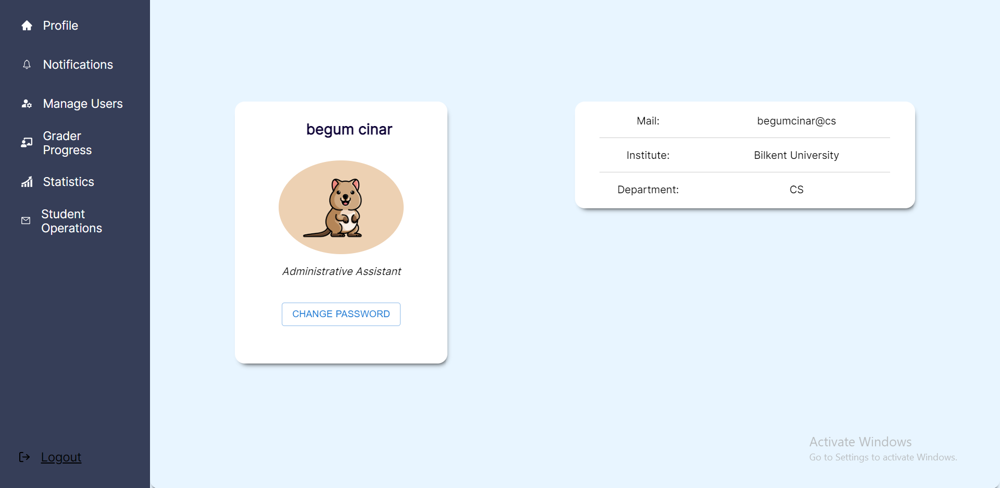 Profile
Notifications
Manage Users
Grader
Progress
Statistics
Student
Operations
Logout
begum cinar
Administrative Assistant
CHANGE PASSWORD
Mail: begumcinar@cs
Institute: Bilkent University
Department: CS
Activate Windows
Go to Settings to activate Windows.